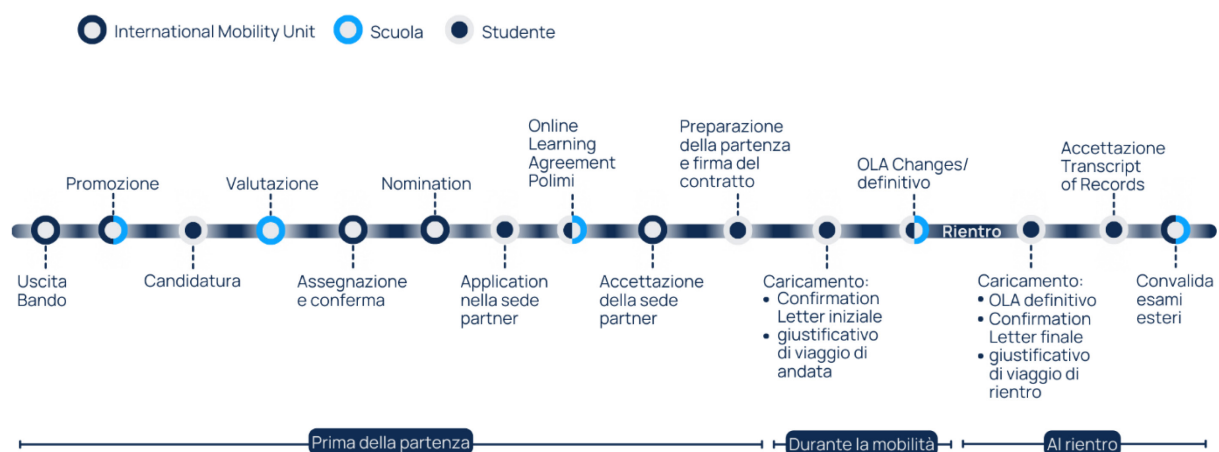 International Mobility Unit
Scuola
Studente
Uscita
Bando
Promozione
Candidatura
Valutazione
Assegnazione
e conferma
Nomination
Application
nella sede
partner
Online
Learning
Agreement
Polimi
Accettazione
della sede
partner
Preparazione
della partenza
e firma del
contratto
Caricamento:
• Confirmation
Letter iniziale
• giustificativo
di viaggio di
andata
OLA Changes/
definitivo
Rientro
Caricamento:
• OLA definitivo
• Confirmation
Letter finale
• giustificativo
di viaggio di
rientro
Accettazione
Transcript
of Records
Convalida
esami
esteri
Prima della partenza
Durante la mobilità
Al rientro